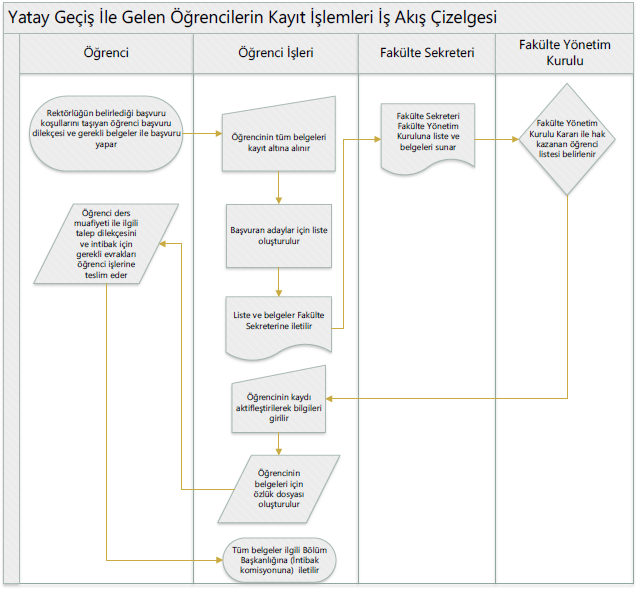 Yatay Geçiş İle Gelen Öğrencilerin Kayıt İşlemleri İş Akış Çizelgesi
Öğrenci
Öğrenci İşleri
Fakülte Sekreteri
Fakülte Yönetim
Kurulu
Rektörlüğün belirlediği başvuru
koşullarını taşıyan öğrenci başvuru
dilekçesi ve gerekli belgeler ile başvuru
yapar
Öğrencinin tüm belgeleri
kayıt altına alınır
Başvuran adaylar için liste
oluşturulur
Liste ve belgeler Fakülte
Sekreterine iletilir
Fakülte Sekreteri
Fakülte Yönetim
Kuruluna liste ve
belgeleri sunar
Fakülte Yönetim
Kurulu Kararı ile hak
kazanan öğrenci
listesi belirlenir
Öğrencinin kaydı
aktifleştirilerek bilgileri
girilir
Öğrencinin
belgeleri için
özlük dosyası
oluşturulur
Öğrenci ders
muafiyeti ile ilgili
talep dilekçesini
ve intibak için
gerekli evrakları
öğrenci işlerine
teslim eder
Tüm belgeler ilgili Bölüm
Başkanlığına (İntibak
komisyonuna) iletilir